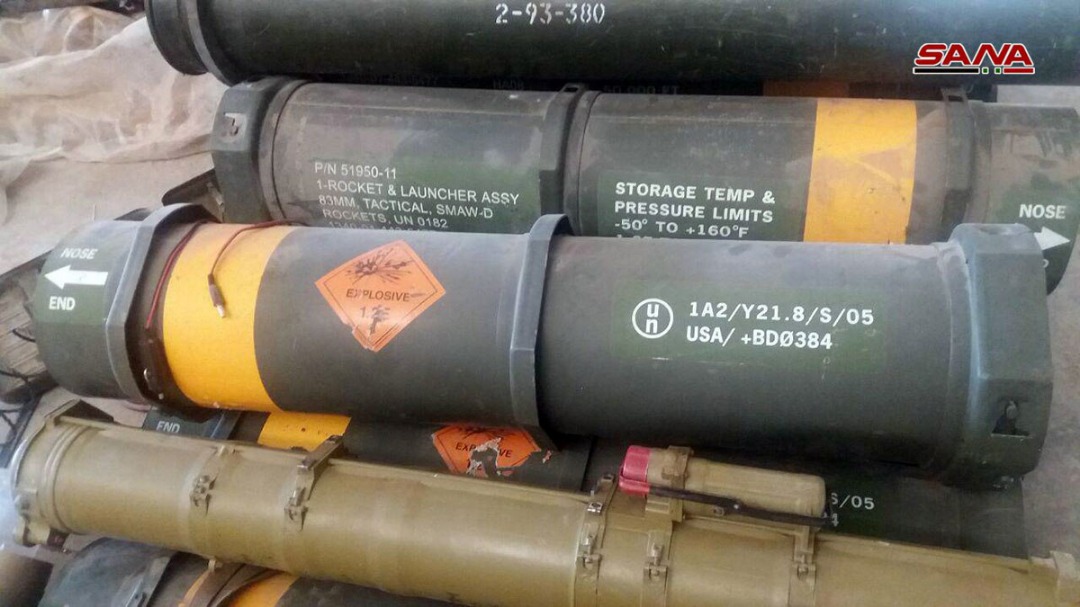 2-93-380
SANA
P/N 51950-11
1-ROCKET & LAUNCHER ASSY
83MM, TACTICAL, SMAW-D
ROCKETS, UN 0182
STORAGE TEMP &
PRESSURE LIMITS
-50° TO +160°F
NOSE
NOSE
END
EXPLOSIVE
un
1A2/Y21.8/S/05
USA/ +BDØ384
END
S/05